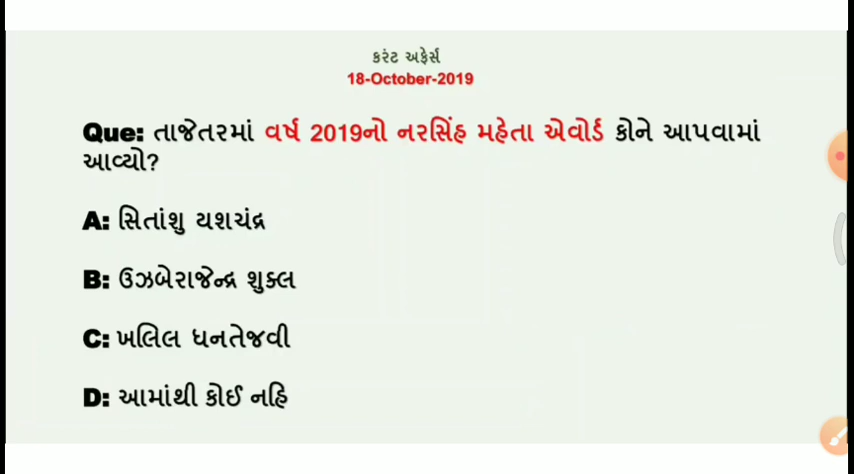 કરંટ અફેર્સ
18-October-2019
Que: તાજેતરમાં વર્ષ 2019નો નરસિંહ મહેતા એવોર્ડ કોને આપવામાં
આવ્યો?
A: સિતાંશુ યશચંદ્ર
B: ઉઝબેરાજેન્દ્ર શુક્લ
C: ખલિલ ધનતેજવી
D: આમાંથી કોઈ નહિ